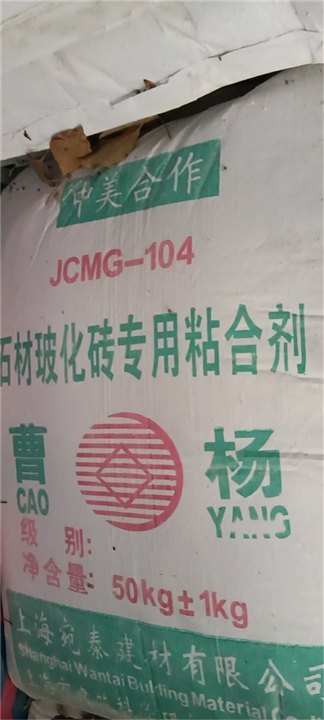 中美合作
JCMG-104
石材玻化砖专用粘合剂
曹 杨
CAO YANG
级 别:
净含量: 50kg±1kg
上海宛泰建材有限公司
Shanghai Wantai Building Material